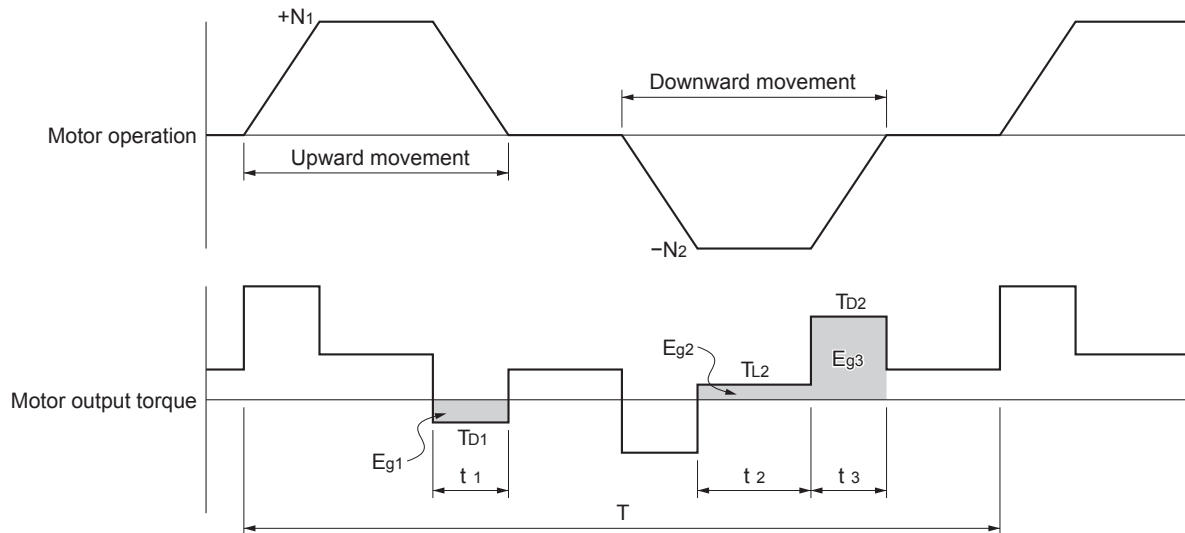 +N1
Downward movement
Motor operation
Upward movement
−N2
TD2
Eg2
TL2
Eg3
Motor output torque
Eg1
TD1
t 1
t 2
t 3
T